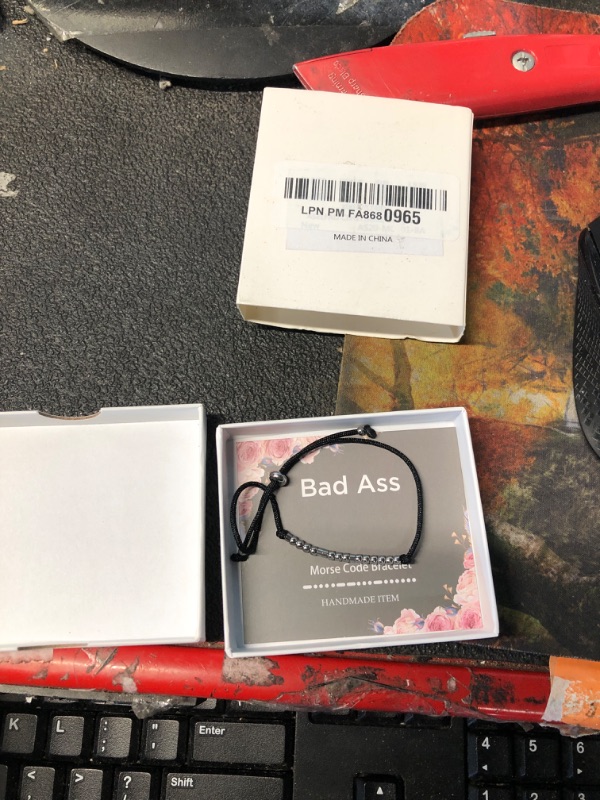 LPN PM FA8680965
MADE IN CHINA
Bad Ass
Morse Code Bracelet
HANDMADE ITEM
K
L
:
;
"
'
Enter
<
,
>
.
?
/
Shift
4
5
6
1
2
3